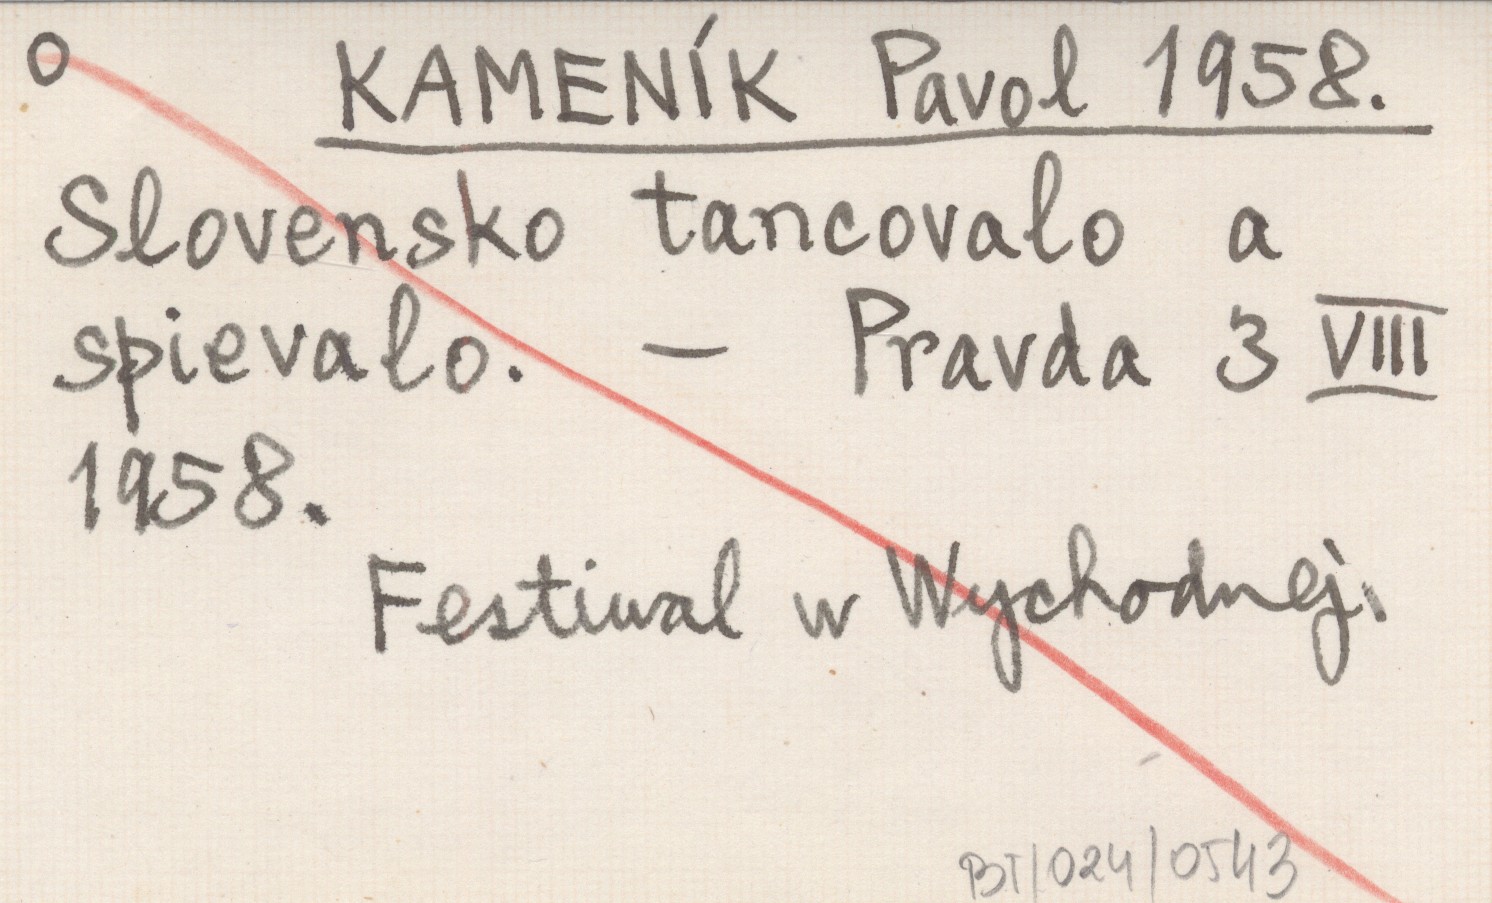 O
KAMENÍK Pavol 1958.
Slovensko tancovalo a
spievalo. – Pravda 3 VIII
1958.
Festiwal w Wychodnej.
BT/024/0543